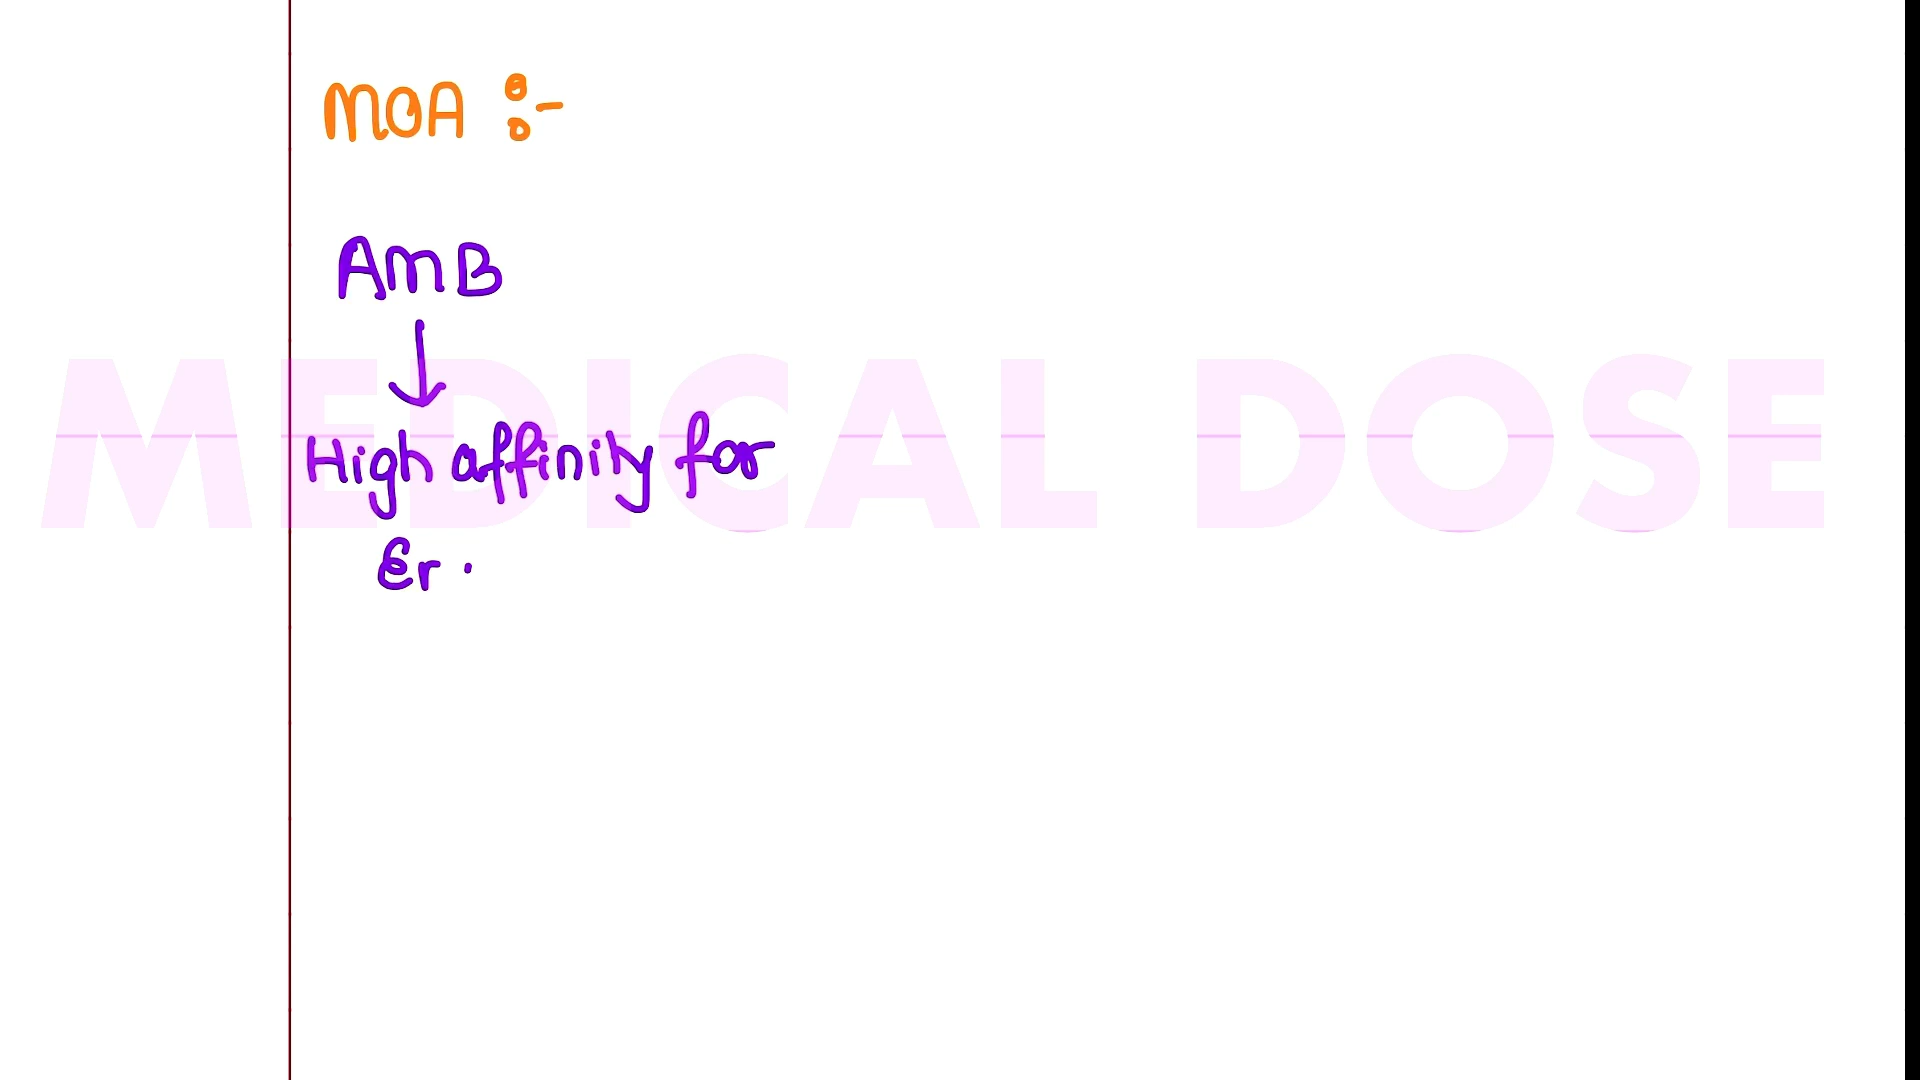 MOA :-
AMB
↓
High affinity for
Er.
MEDICAL DOSE